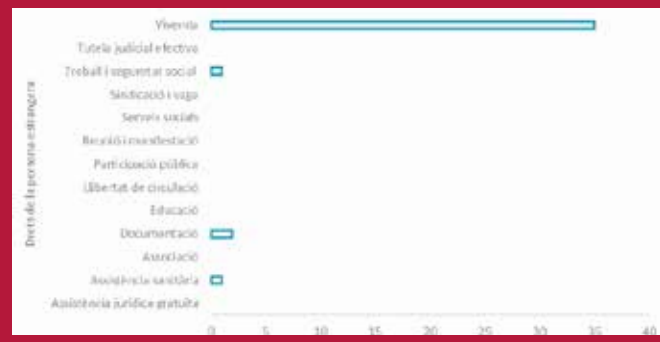 Drets de la persona estrangera
Vivenda
Tutela judicial efectiva
Treball i seguretat social
Sindicació i vaga
Serveis socials
Reunió i manifestació
Participació pública
Llibertat de circulació
Educació
Documentació
Associació
Assistència sanitària
Assistència jurídica gratuïta
0 5 10 15 20 25 30 35 40